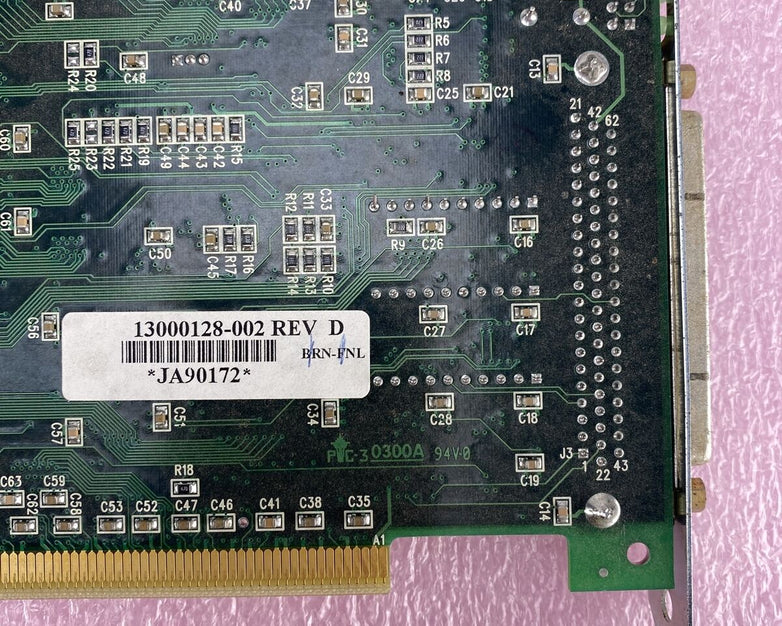 C40
C37
C30
C31
R5
R6
R7
R8
C25
C21
C29
C32
C13
R24
R20
C48
21
42
62
C60
R25
R23
R22
R21
R19
C49
C44
C43
C42
R15
R12
R11
C33
C61
C50
C45
R17
R16
R9
C26
C16
R14
R13
R10
C56
13000128-002 REV D
BRN-FNL
*JA90172*
C27
C17
C28
C18
C57
C51
C34
0300A 94V-0
C19
J3
1
22
43
R18
C63
C59
C62
C58
C53
C52
C47
C46
C41
C38
C35
C14
A1